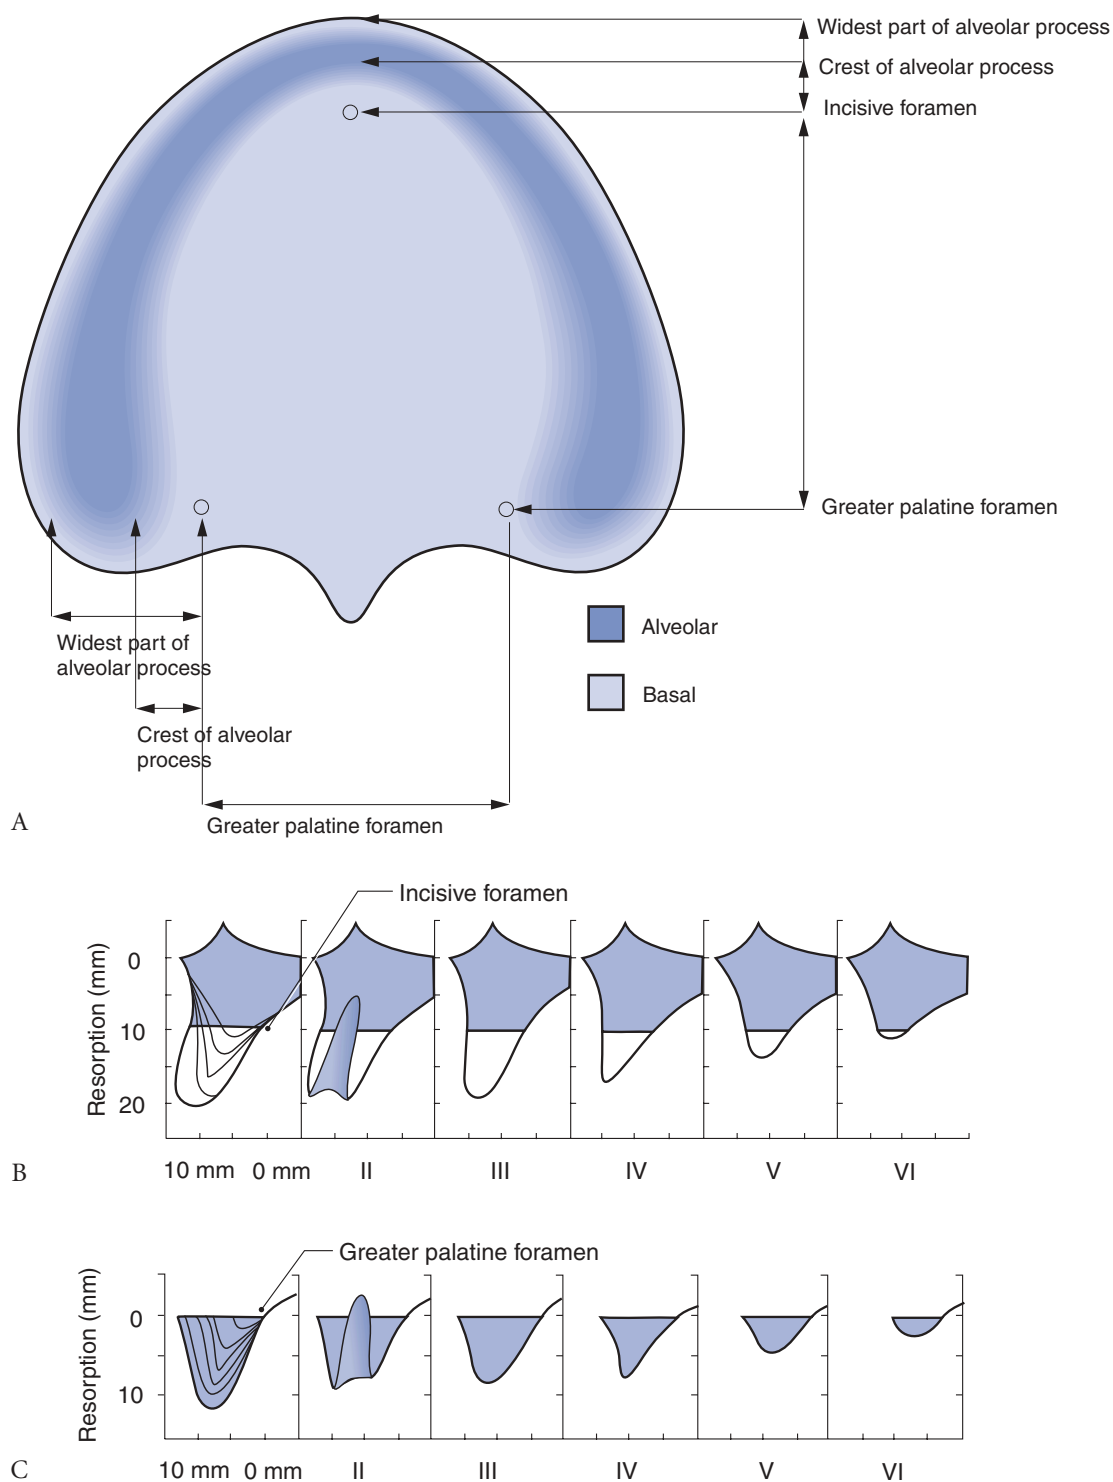 Widest part of alveolar process
Crest of alveolar process
Incisive foramen
Greater palatine foramen
Widest part of
alveolar process
Alveolar
Basal
Crest of alveolar
process
Greater palatine foramen
A
Incisive foramen
Resorption (mm)
0
10
20
B
10 mm 0 mm II III IV V VI
Greater palatine foramen
Resorption (mm)
0
10
C
10 mm 0 mm II III IV V VI